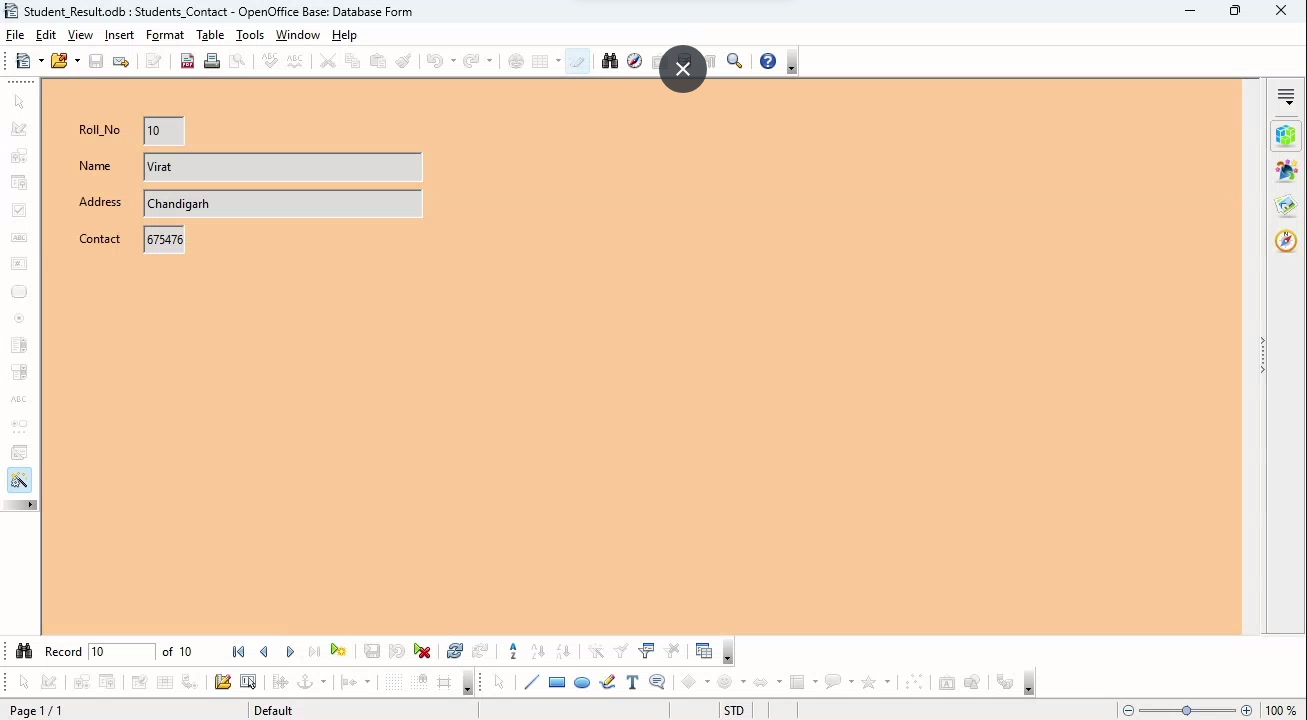 Student_Result.odb : Students_Contact - OpenOffice Base: Database Form
File Edit View Insert Format Table Tools Window Help
Roll_No 10
Name Virat
Address Chandigarh
Contact 675476
Record 10 of 10
Page 1 / 1 Default STD 100 %